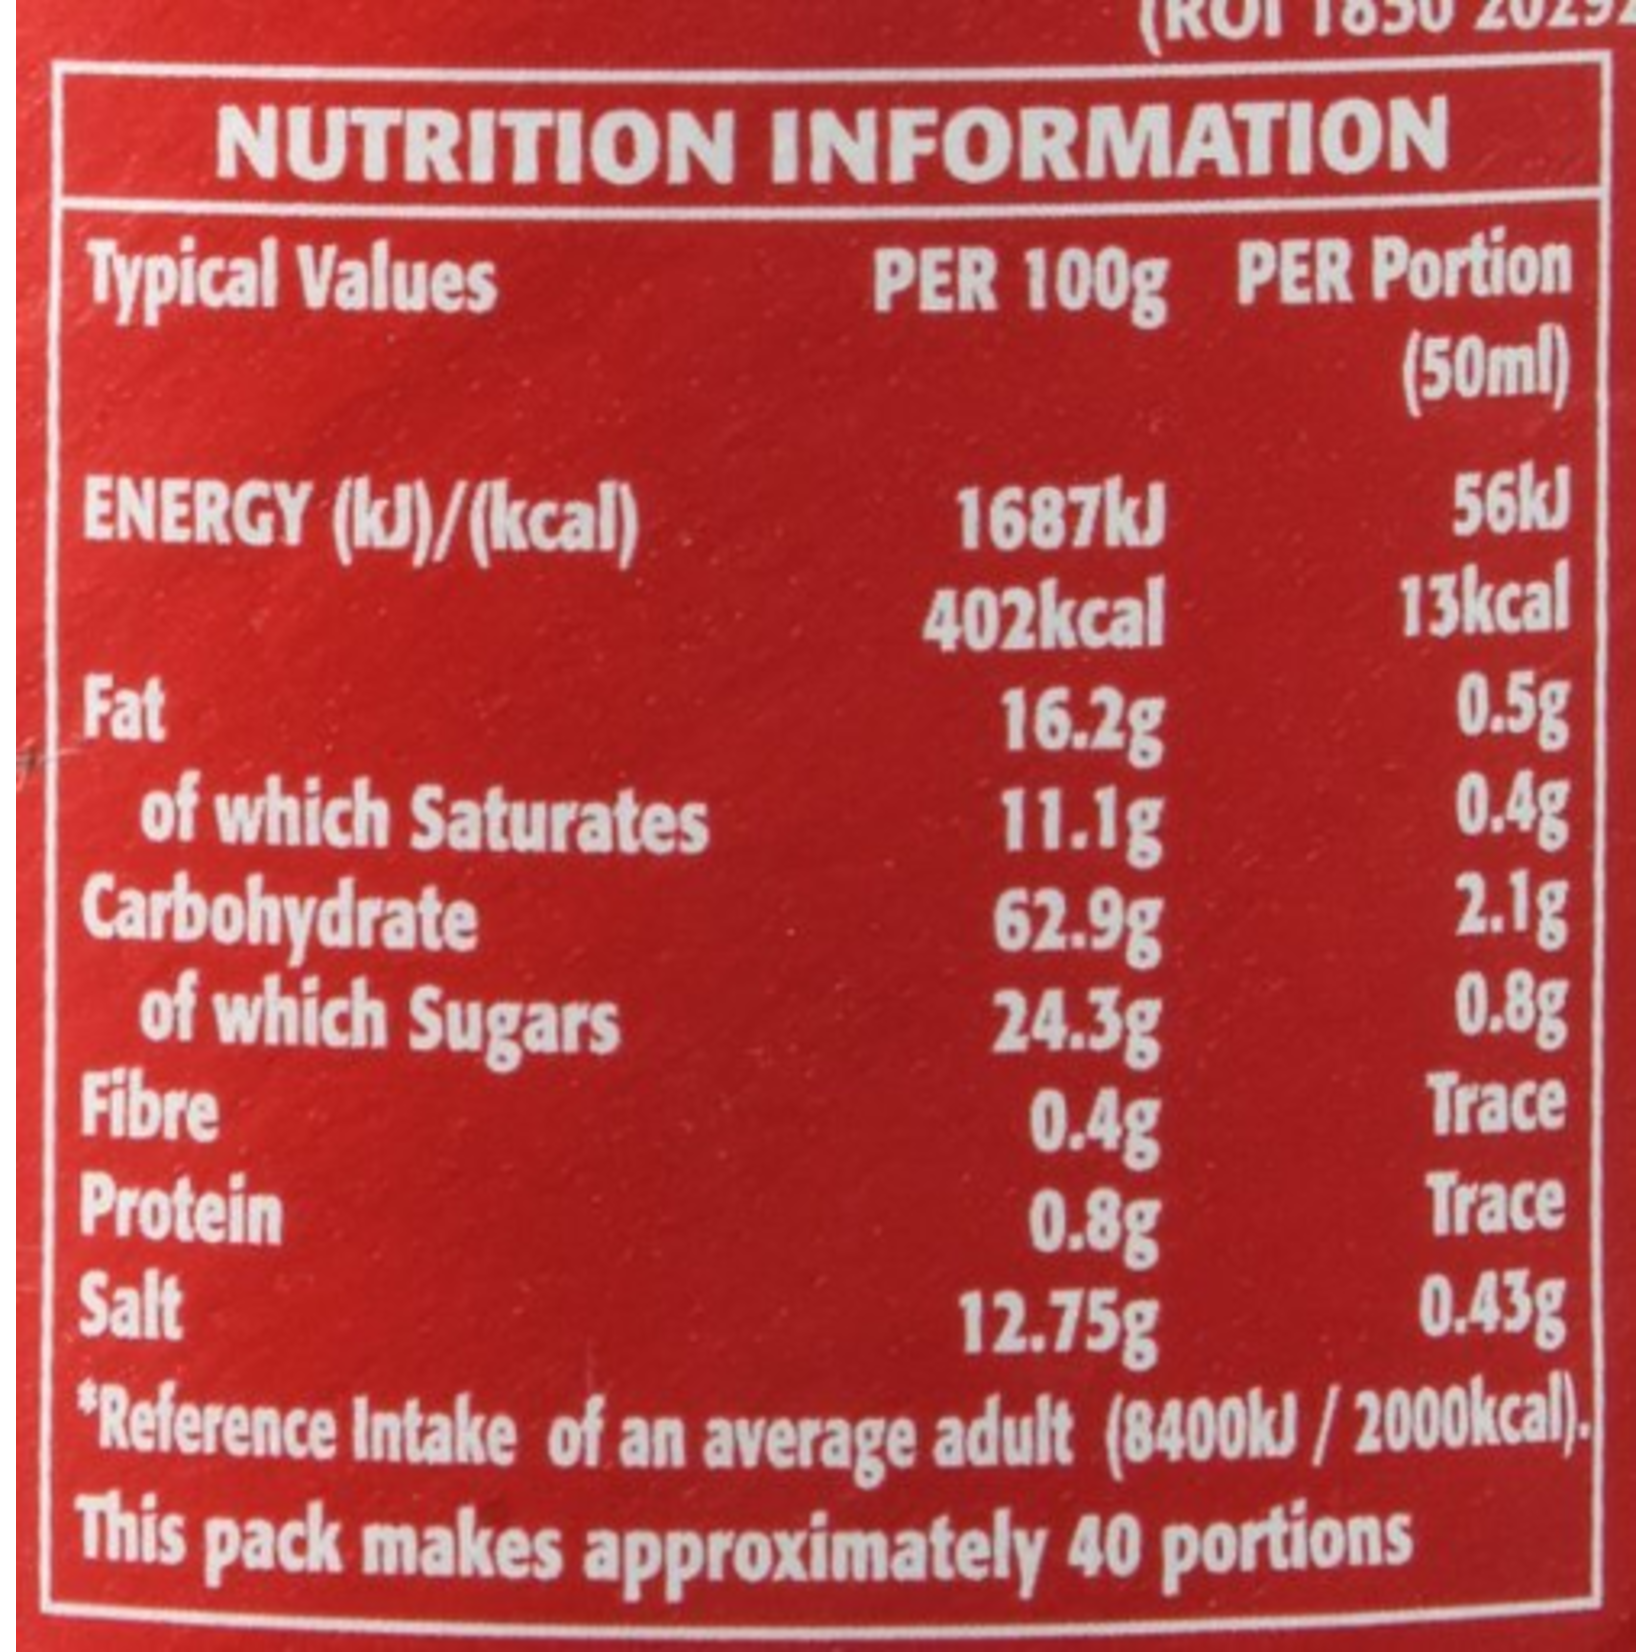 (ROI 1850 20292
NUTRITION INFORMATION
Typical Values PER 100g PER Portion
(50ml)
ENERGY (kJ)/(kcal) 1687kJ 56kJ
402kcal 13kcal
Fat 16.2g 0.5g
of which Saturates 11.1g 0.4g
Carbohydrate 62.9g 2.1g
of which Sugars 24.3g 0.8g
Fibre 0.4g Trace
Protein 0.8g Trace
Salt 12.75g 0.43g
*Reference Intake of an average adult (8400kJ / 2000kcal).
This pack makes approximately 40 portions